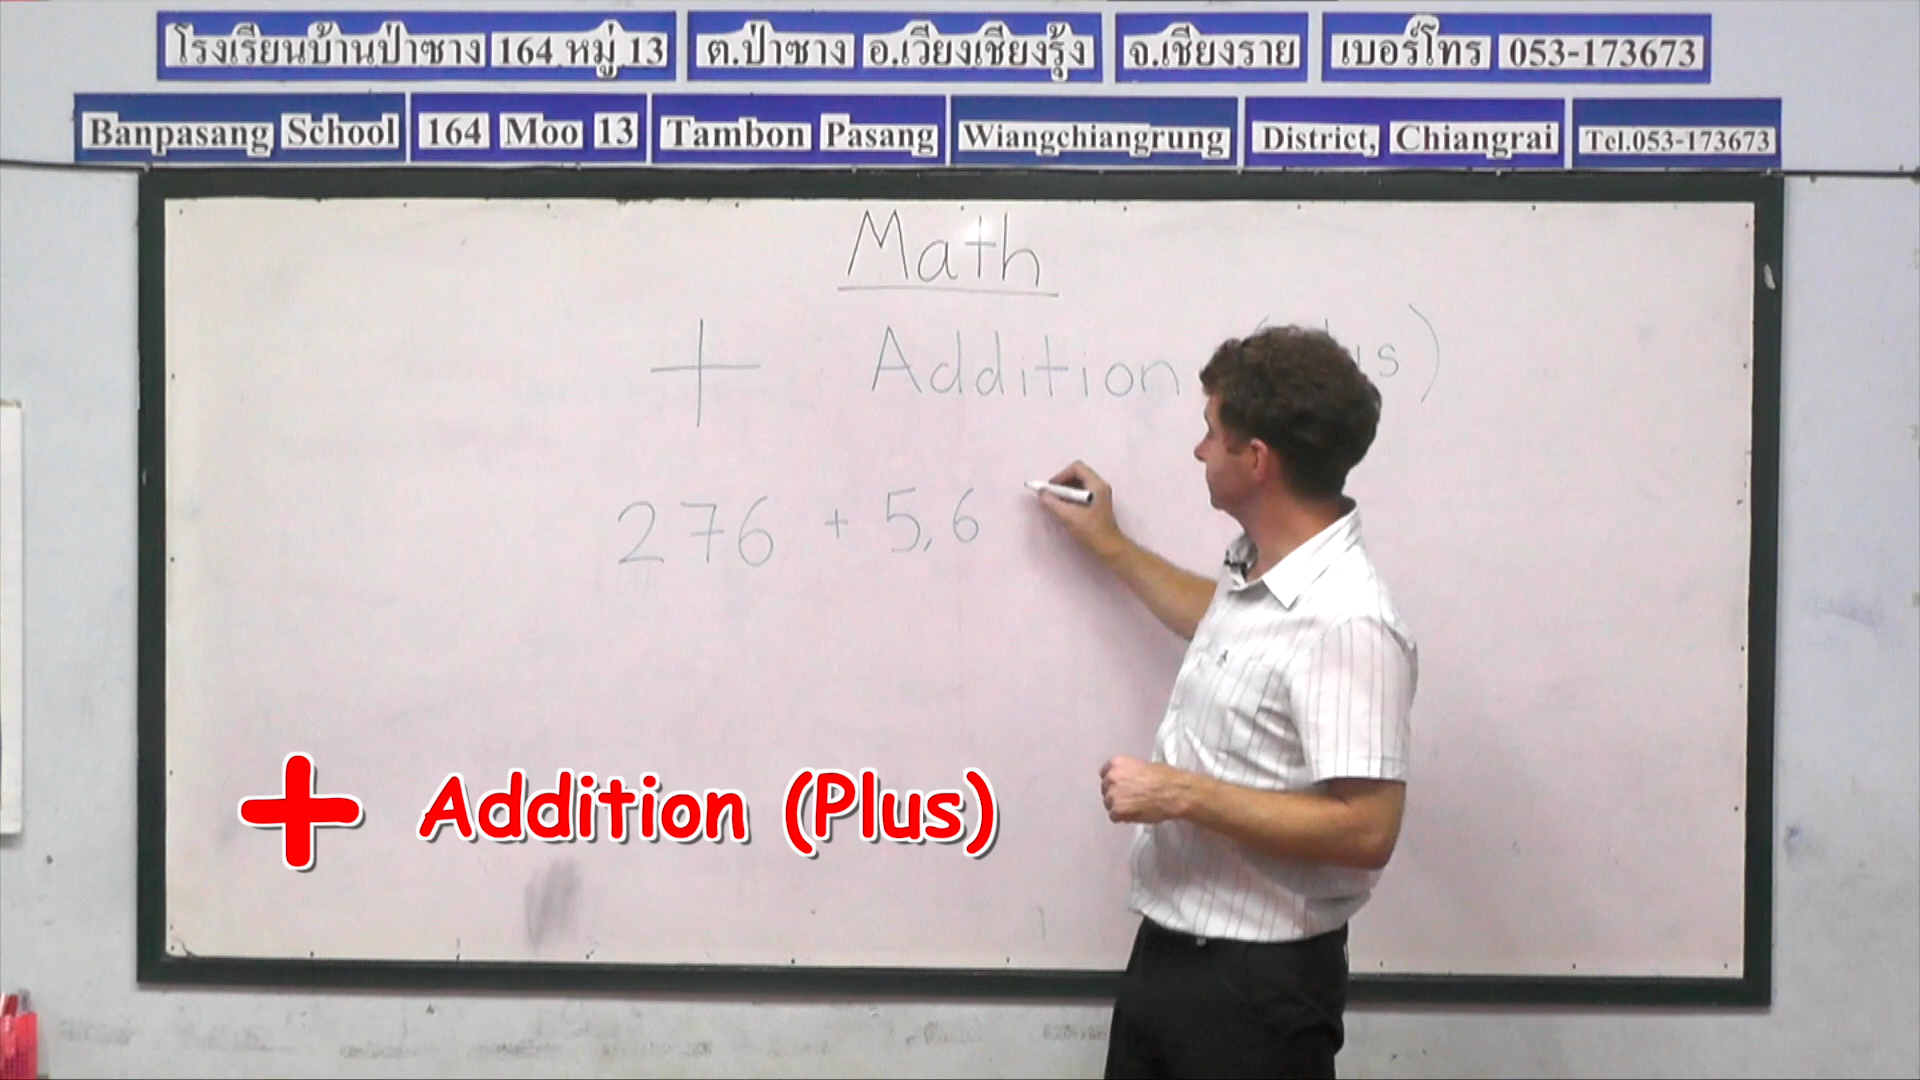 โรงเรียนบ้านป่าซาง 164 หมู่ 13 ต.ป่าซาง อ.เวียงเชียงรุ้ง จ.เชียงราย เบอร์โทร 053-173673
Banpasang School 164 Moo 13 Tambon Pasang Wiangchiangrung District, Chiangrai Tel.053-173673
Math
+ Addition
276 + 5,6
+ Addition (Plus)